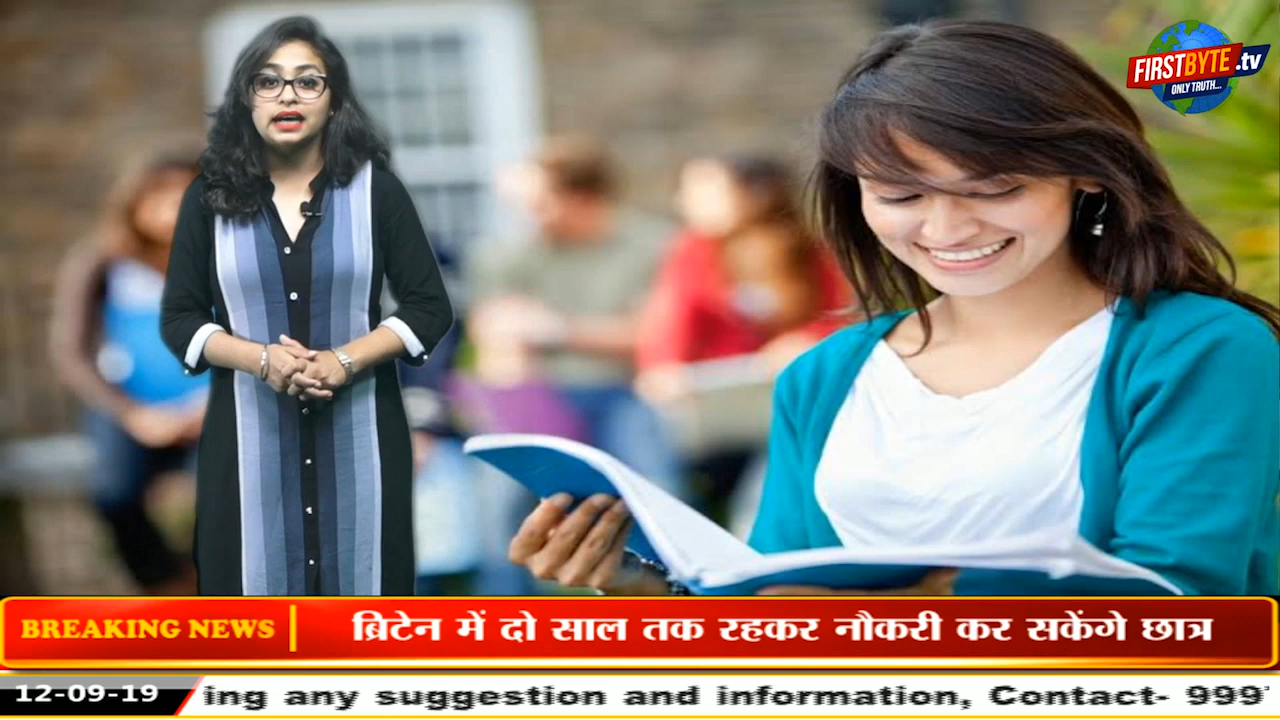 FIRSTBYTE.tv
ONLY TRUTH...
BREAKING NEWS
ब्रिटेन में दो साल तक रहकर नौकरी कर सकेंगे छात्र
12-09-19
ing any suggestion and information, Contact- 999